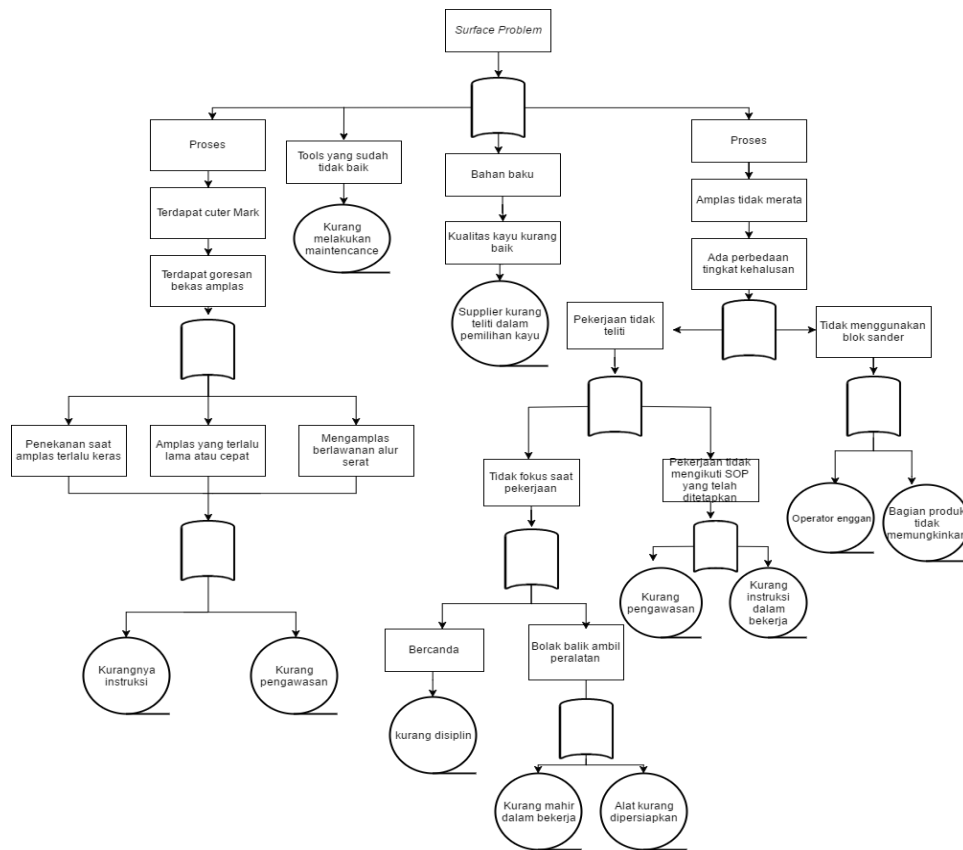 Surface Problem
Proses
Tools yang sudah
tidak baik
Bahan baku
Proses
Terdapat cuter Mark
Kurang
melakukan
maintencance
Kualitas kayu kurang
baik
Amplas tidak merata
Terdapat goresan
bekas amplas
Supplier kurang
teliti dalam
pemilihan kayu
Ada perbedaan
tingkat kehalusan
Pekerjaan tidak
teliti
Tidak menggunakan
blok sander
Penekanan saat
amplas terlalu keras
Amplas yang terlalu
lama atau cepat
Mengamplas
berlawanan alur
serat
Tidak fokus saat
pekerjaan
Pekerjaan tidak
mengikuti SOP
yang telah
ditetapkan
Operator enggan
Bagian produk
tidak
memungkinkan
Kurang
pengawasan
Kurang
instruksi
dalam
bekerja
Kurangnya
instruksi
Kurang
pengawasan
Bercanda
Bolak balik ambil
peralatan
kurang disiplin
Kurang mahir
dalam bekerja
Alat kurang
dipersiapkan